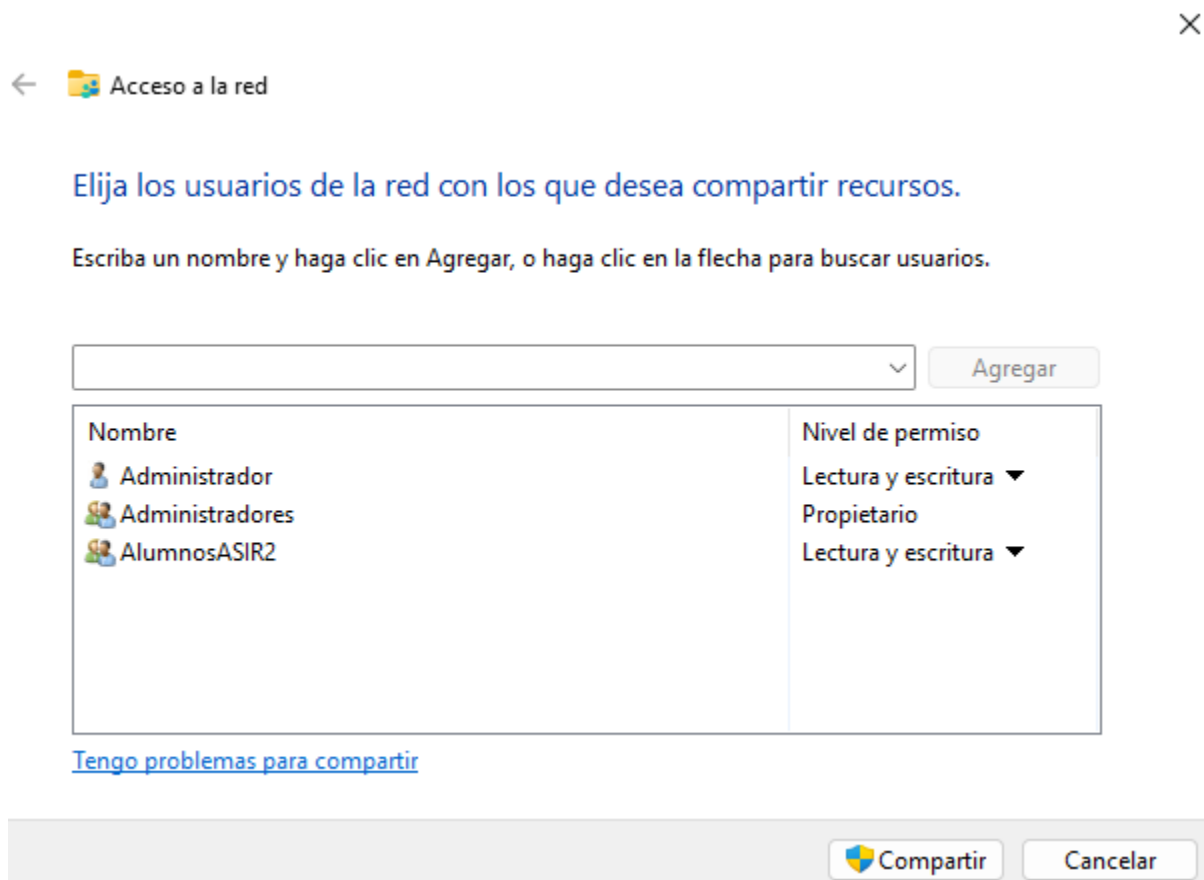 Acceso a la red
Elija los usuarios de la red con los que desea compartir recursos.
Escriba un nombre y haga clic en Agregar, o haga clic en la flecha para buscar usuarios.
Agregar
Nombre Nivel de permiso
Administrador Lectura y escritura
Administradores Propietario
AlumnosASIR2 Lectura y escritura
Tengo problemas para compartir
Compartir Cancelar